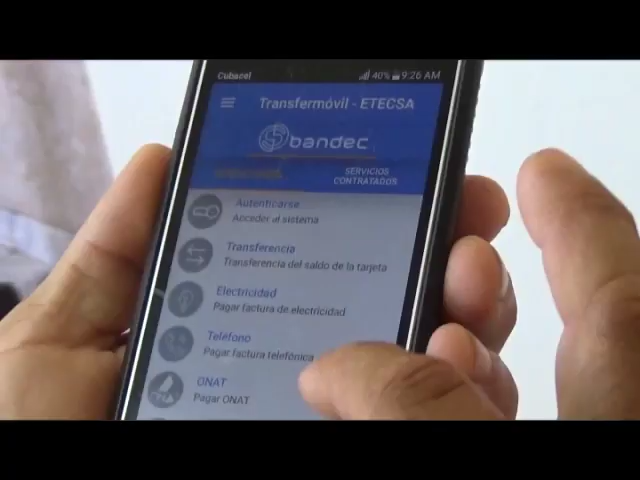 Cubacel 40% 9:26 AM
Transfermóvil - ETECSA
bandec
SERVICIOS
CONTRATADOS
Autenticarse
Acceder al sistema
Transferencia
Transferencia del saldo de la tarjeta
Electricidad
Pagar factura de electricidad
Teléfono
Pagar factura telefónica
ONAT
Pagar ONAT